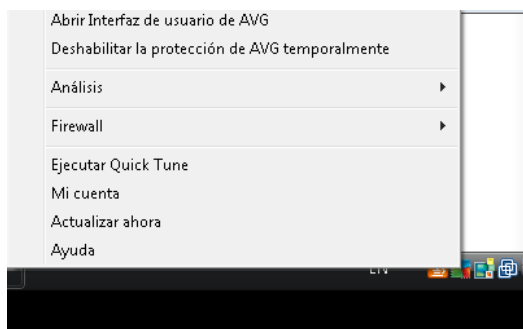 Abrir Interfaz de usuario de AVG
Deshabilitar la protección de AVG temporalmente
Análisis
Firewall
Ejecutar Quick Tune
Mi cuenta
Actualizar ahora
Ayuda
EN